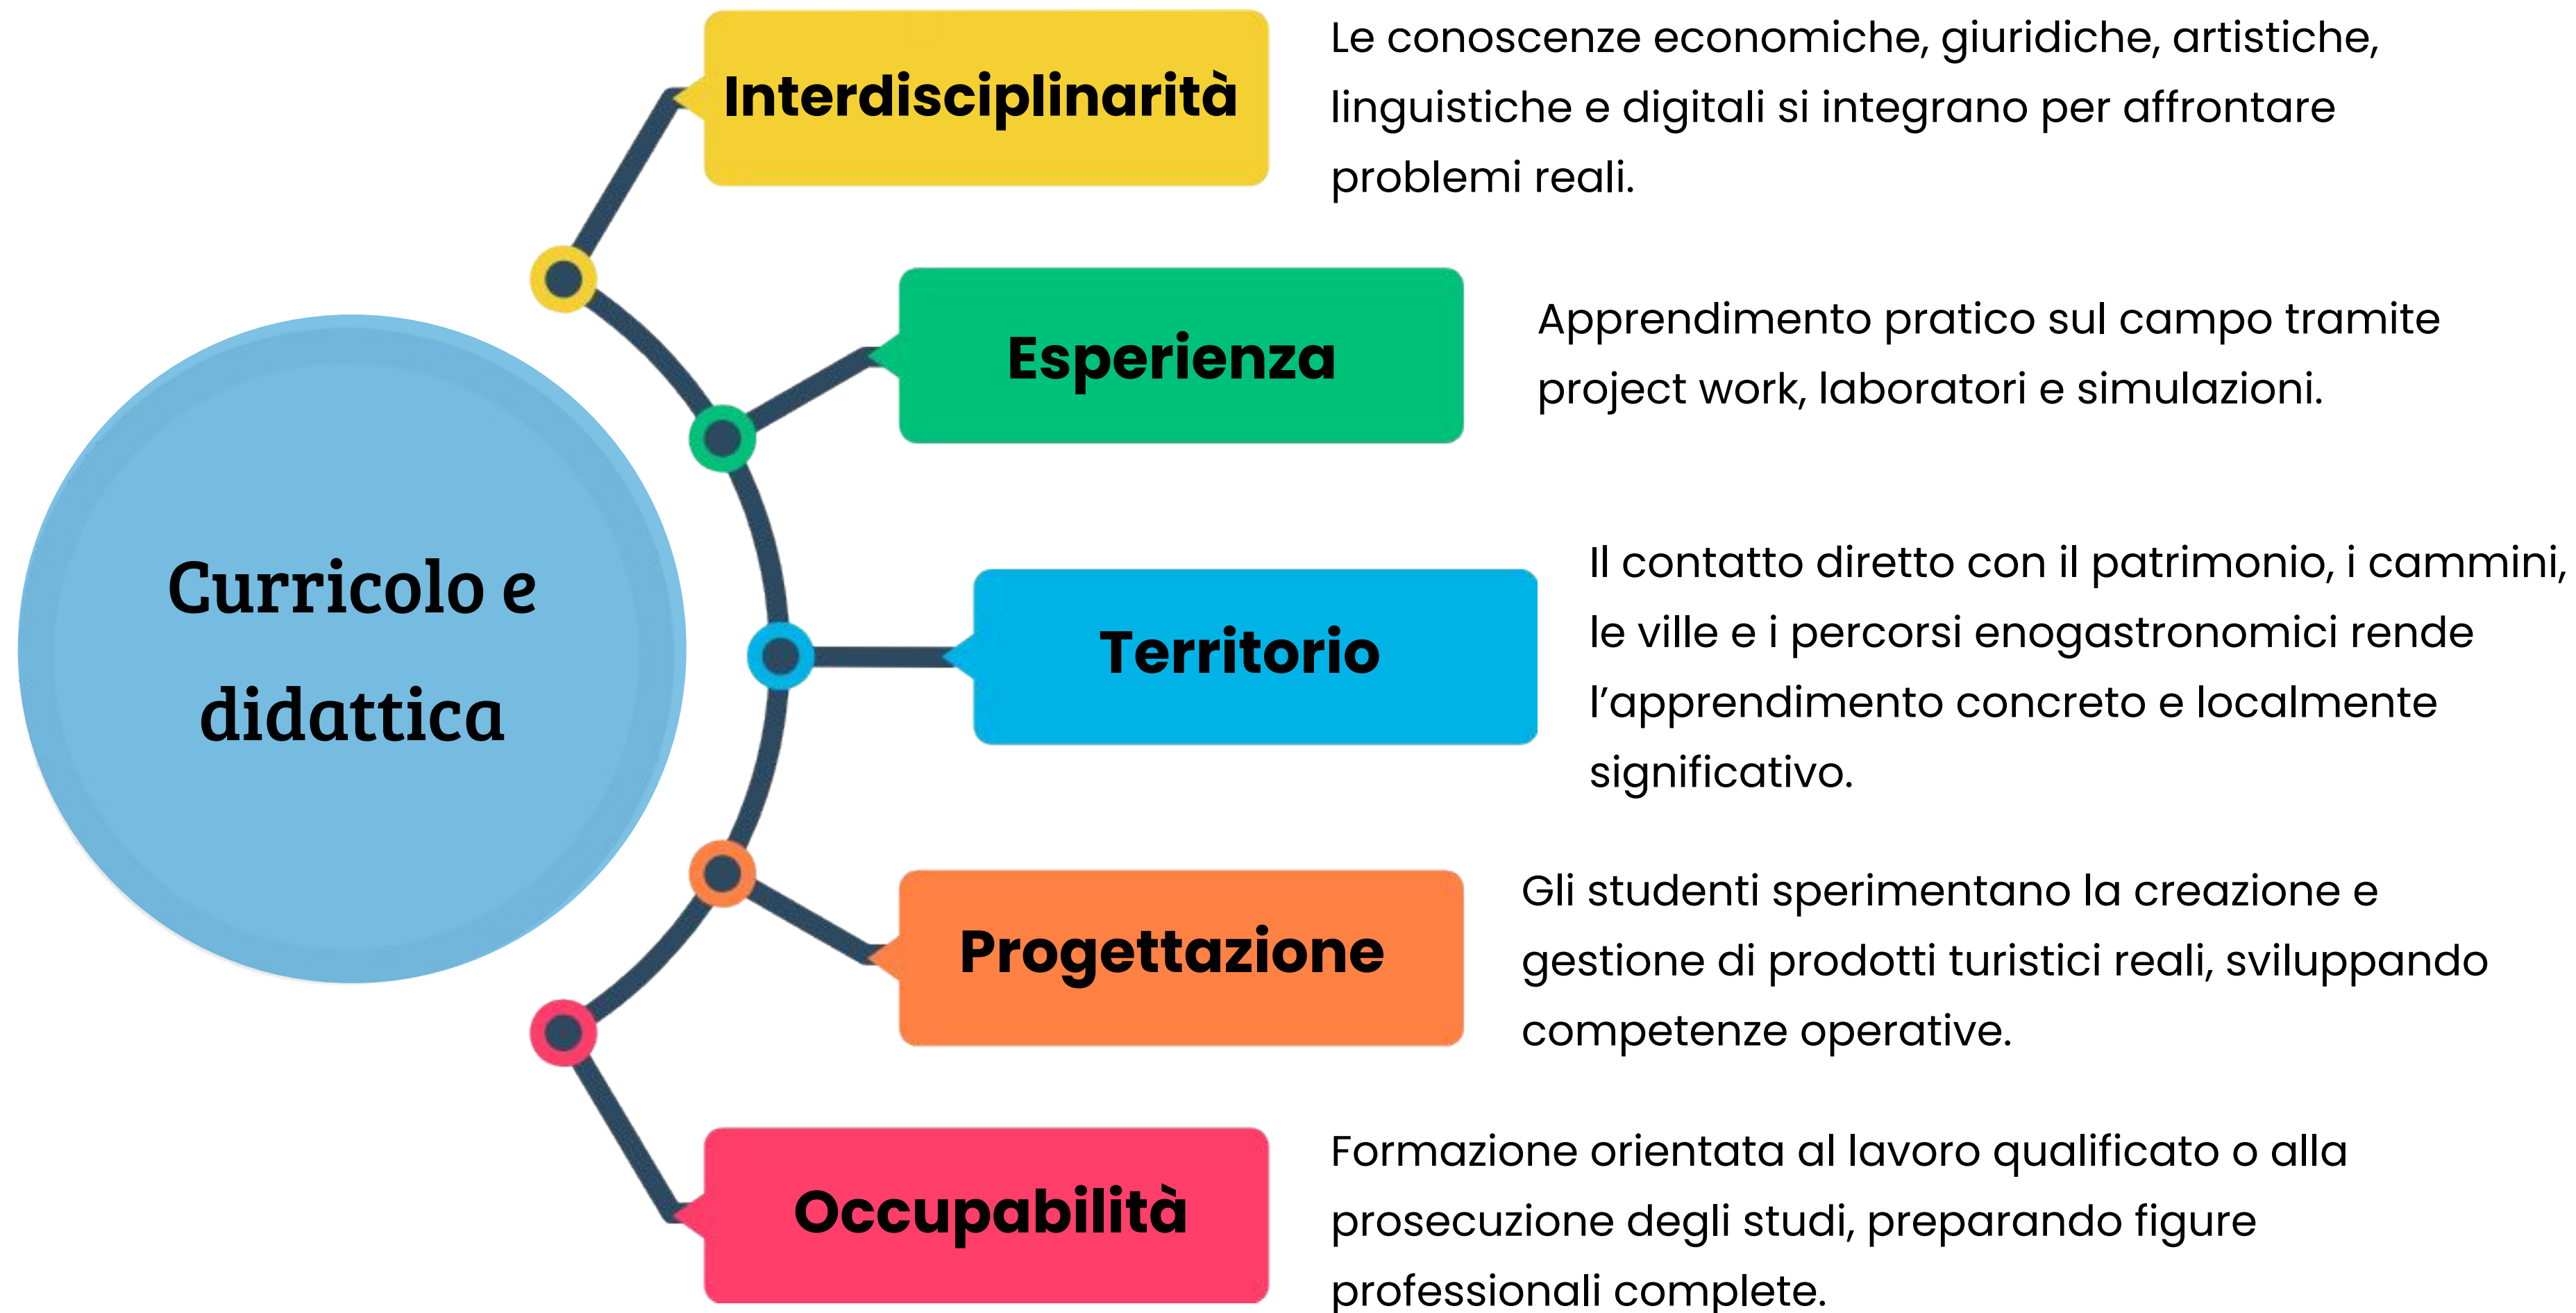 Interdisciplinarità
Le conoscenze economiche, giuridiche, artistiche,
linguistiche e digitali si integrano per affrontare
problemi reali.
Esperienza
Apprendimento pratico sul campo tramite
project work, laboratori e simulazioni.
Curricolo e
didattica
Territorio
Il contatto diretto con il patrimonio, i cammini,
le ville e i percorsi enogastronomici rende
l’apprendimento concreto e localmente
significativo.
Progettazione
Gli studenti sperimentano la creazione e
gestione di prodotti turistici reali, sviluppando
competenze operative.
Occupabilità
Formazione orientata al lavoro qualificato o alla
prosecuzione degli studi, preparando figure
professionali complete.